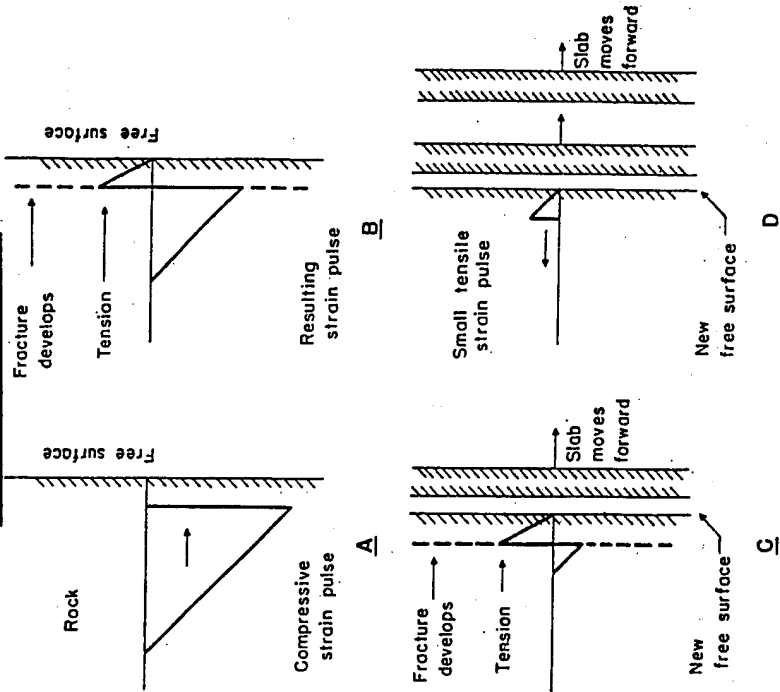 Rock
Free surface
Compressive
strain pulse
A
Fracture
develops
Tension
Free surface
Resulting
strain pulse
B
Fracture
develops
Tension
Slab
moves
forward
New
free surface
C
Small tensile
strain pulse
Slab
moves
forward
New
free surface
D